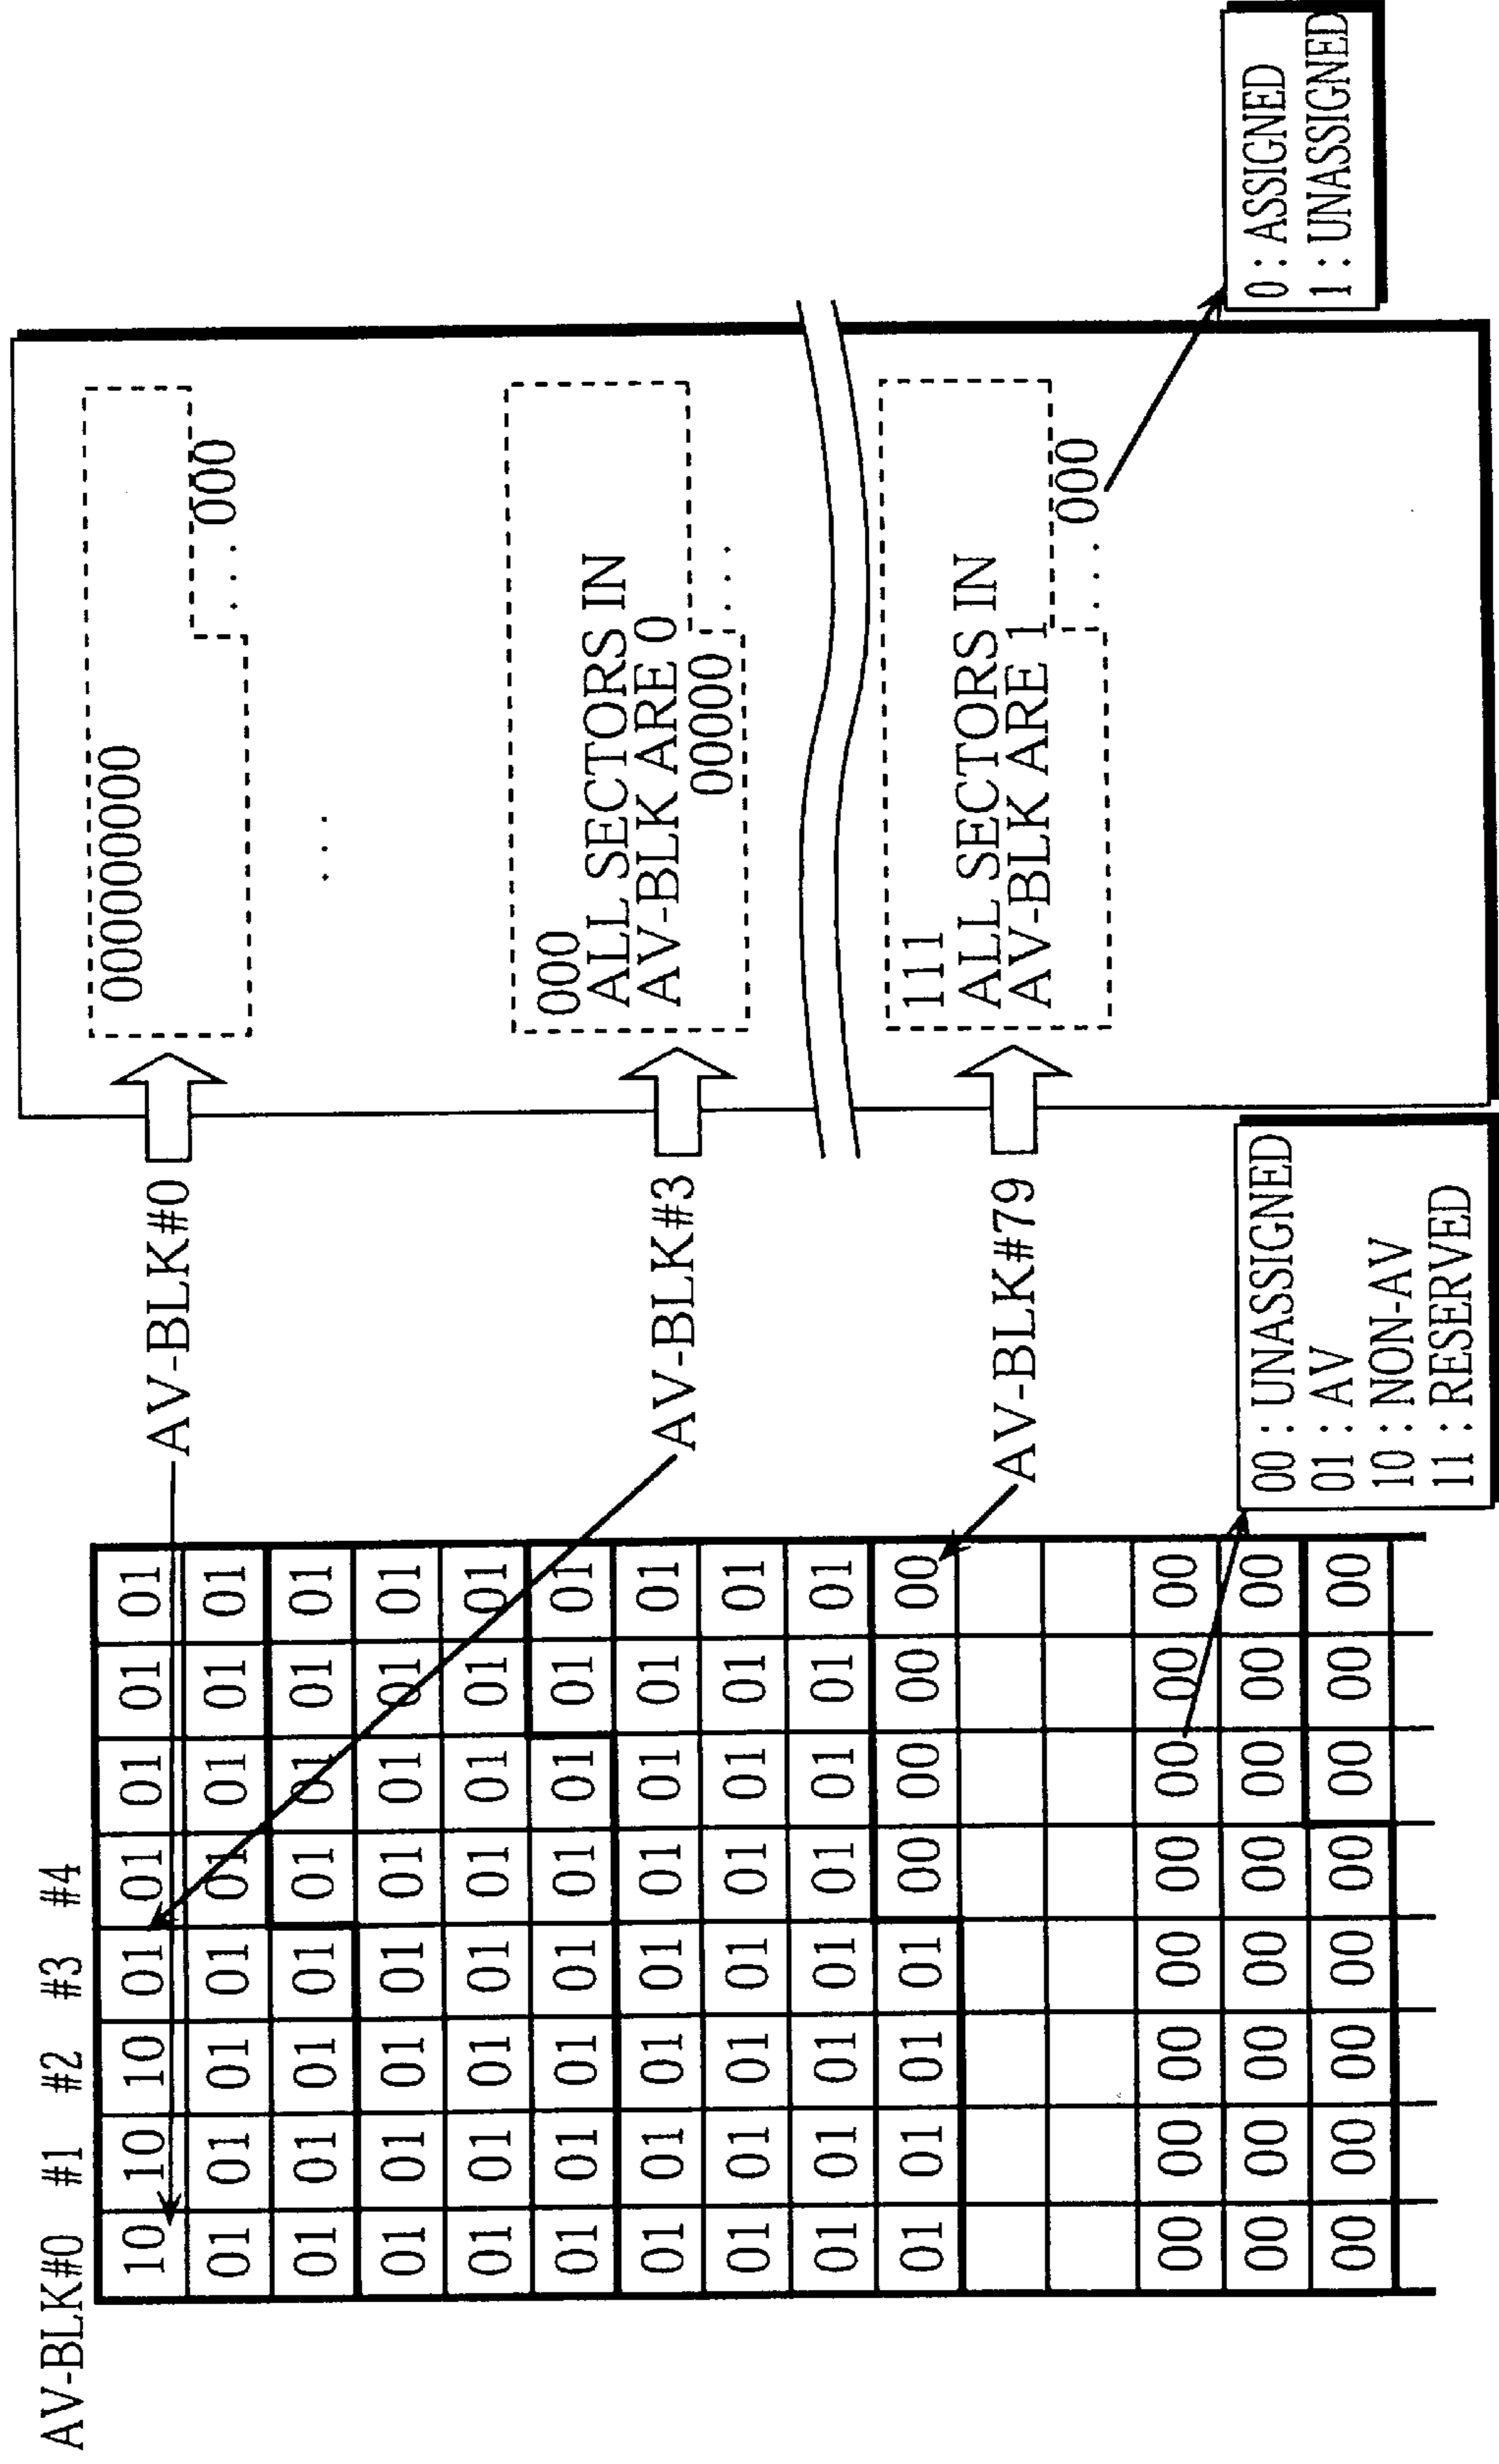 AV-BLK#0 #1 #2 #3 #4
10 10 10 01 01 01 01 01
01 01 01 01 01 01 01 01
01 01 01 01 01 01 01 01
01 01 01 01 01 01 01 01
01 01 01 01 01 01 01 01
01 01 01 01 01 01 01 01
01 01 01 01 01 01 01 01
01 01 01 01 01 01 01 01
01 01 01 01 01 01 01 01
01 01 01 01 00 00 00 00
00 00 00 00 00 00 00 00
00 00 00 00 00 00 00 00
00 00 00 00 00 00 00 00
00 : UNASSIGNED
01 : AV
10 : NON-AV
11 : RESERVED
AV-BLK#0
AV-BLK#3
AV-BLK#79
0000000000
... 000
...
000
ALL SECTORS IN
AV-BLK ARE 0
00000 ...
111
ALL SECTORS IN
AV-BLK ARE 1
... 000
0 : ASSIGNED
1 : UNASSIGNED